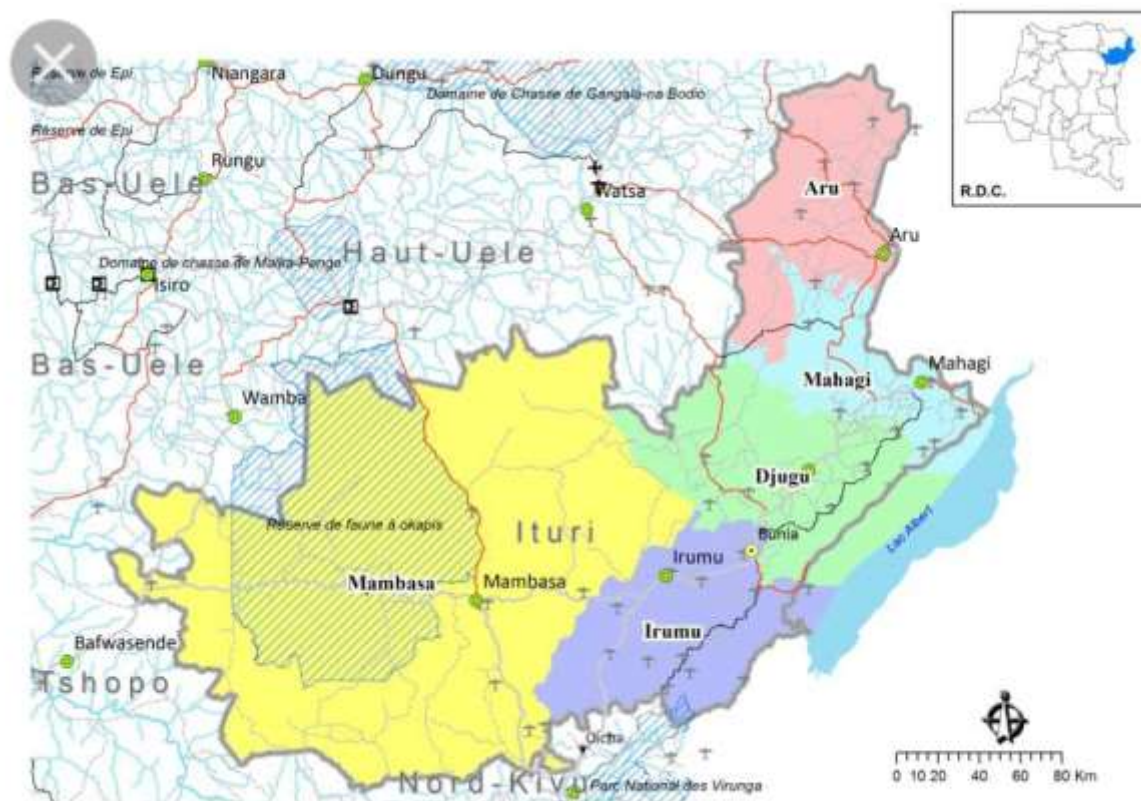 Réserve de Epi
Niangara
Dungu
Domaine de Chasse de Gangala-na Bodio
Réserve de Epi
Rungu
Bas-Uele
Watsa
Aru
R.D.C.
Haut-Uele
Aru
Domaine de chasse de Maika-Penge
Isiro
Bas-Uele
Mahagi
Mahagi
Wamba
Djugu
Réserve de faune à okapis
Ituri
Lac Albert
Bunia
Irumu
Mambasa
Mambasa
Irumu
Bafwasende
Tshopo
Oicha
Nord-Kivu
Parc National des Virunga
0 10 20 40 60 80 Km